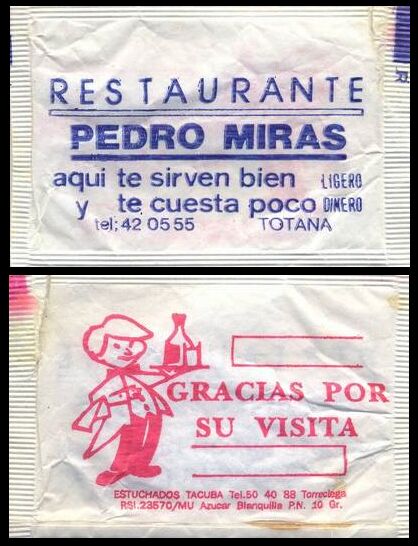 RESTAURANTE
PEDRO MIRAS
aqui te sirven bien LIGERO
y te cuesta poco DINERO
tel: 42 05 55 TOTANA
GRACIAS POR
SU VISITA
ESTUCHADOS TACUBA Tel.50 40 88 Torreciega
RSI.23570/MU Azucar Blanquilla P.N. 10 Gr.